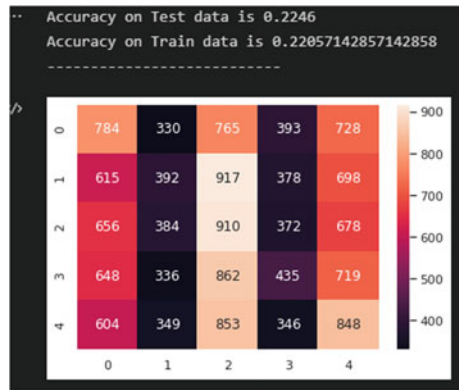 Accuracy on Test data is 0.2246
Accuracy on Train data is 0.22057142857142858
----------------------------
0 784 330 765 393 728
1 615 392 917 378 698
2 656 384 910 372 678
3 648 336 862 435 719
4 604 349 853 346 848
0 1 2 3 4
900
800
700
600
500
400